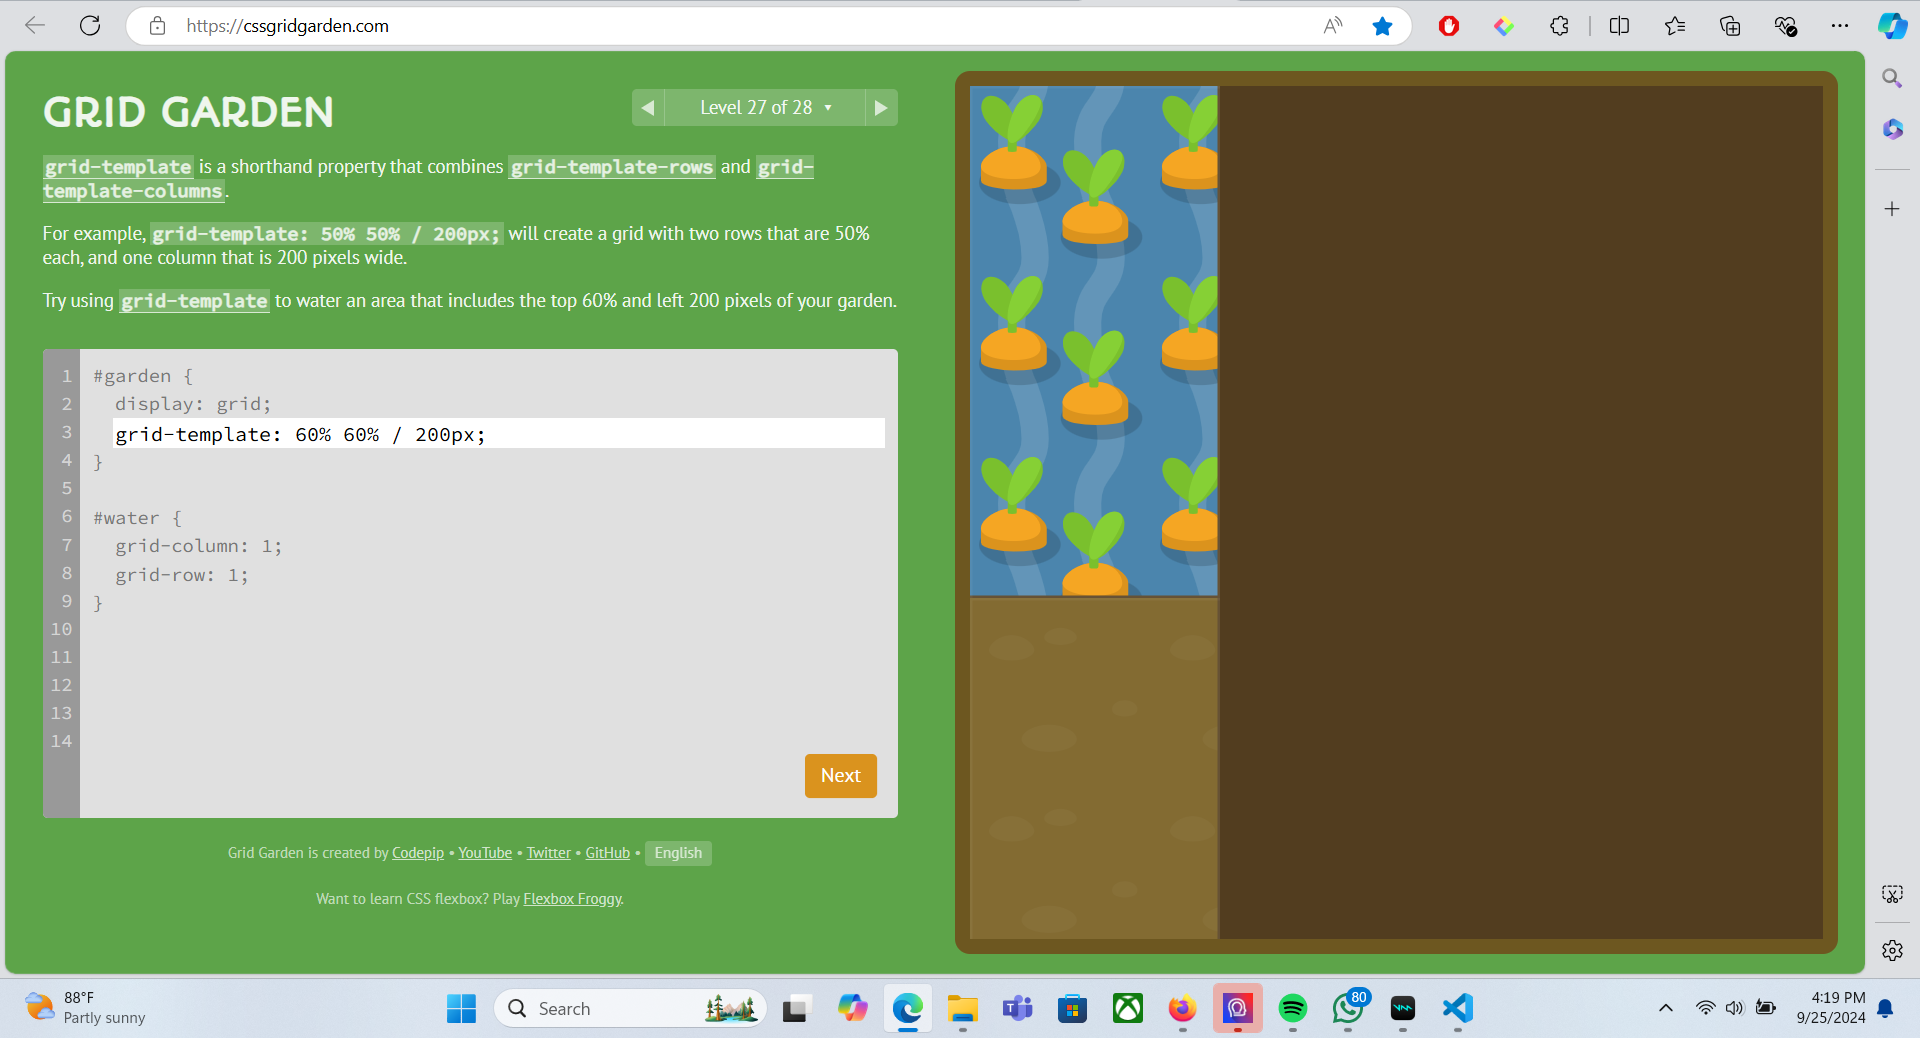 https://cssgridgarden.com
GRID GARDEN
Level 27 of 28
grid-template is a shorthand property that combines grid-template-rows and grid-
template-columns.
For example, grid-template: 50% 50% / 200px; will create a grid with two rows that are 50%
each, and one column that is 200 pixels wide.
Try using grid-template to water an area that includes the top 60% and left 200 pixels of your garden.
1 #garden {
2 display: grid;
3 grid-template: 60% 60% / 200px;
4 }
5
6 #water {
7 grid-column: 1;
8 grid-row: 1;
9 }
10
11
12
13
14
Next
Grid Garden is created by Codepip • YouTube • Twitter • GitHub • English
Want to learn CSS flexbox? Play Flexbox Froggy.
88°F
Partly sunny
Search
80
4:19 PM
9/25/2024